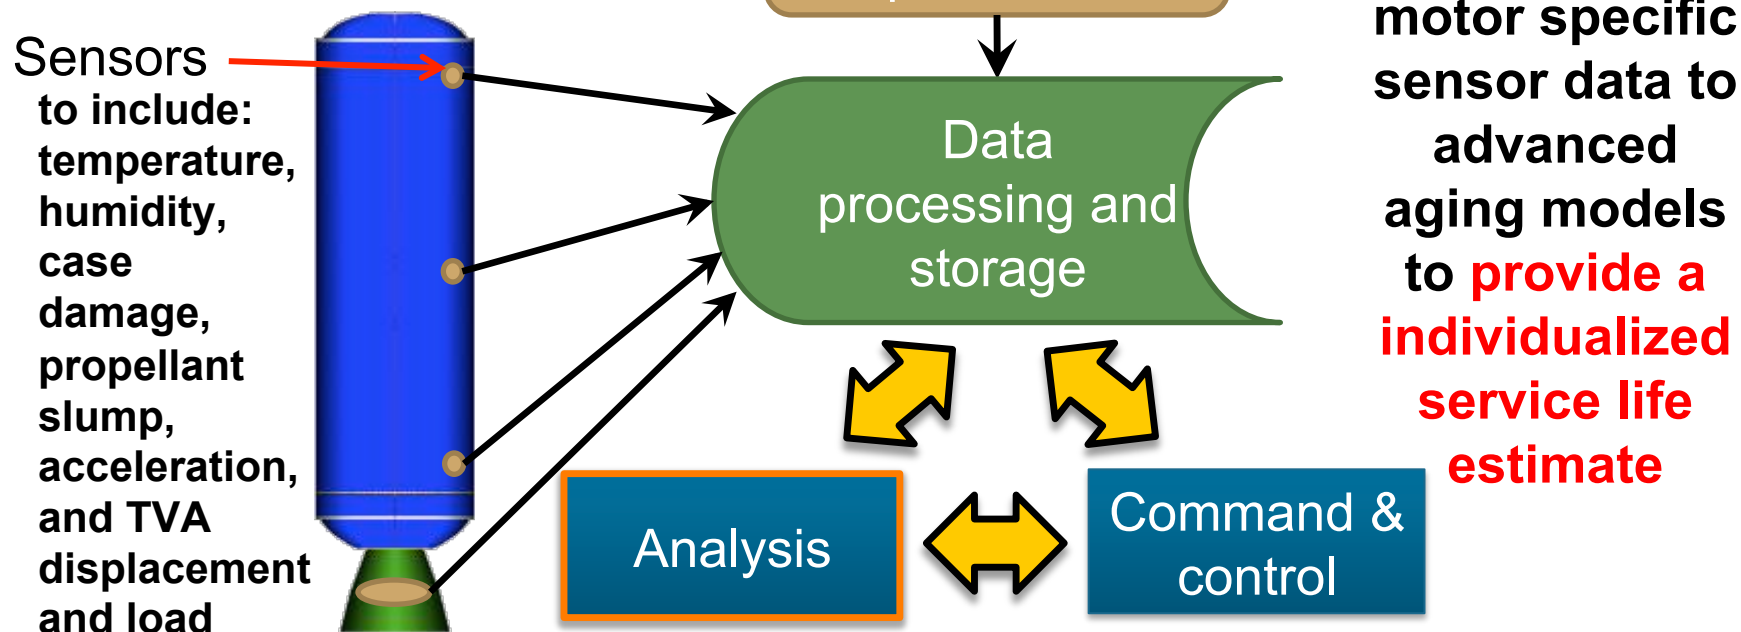 Sensors
to include:
temperature,
humidity,
case
damage,
propellant
slump,
acceleration,
and TVA
displacement
and load
Data
processing and
storage
Analysis
Command &
control
motor specific
sensor data to
advanced
aging models
to provide a
individualized
service life
estimate